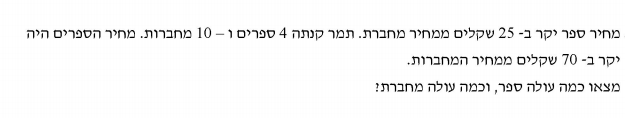 מחיר ספר יקר ב- 25 שקלים ממחיר מחברת. תמר קנתה 4 ספרים ו – 10 מחברות. מחיר הספרים היה
יקר ב- 70 שקלים ממחיר המחברות.
מצאו כמה עולה ספר, וכמה עולה מחברת?